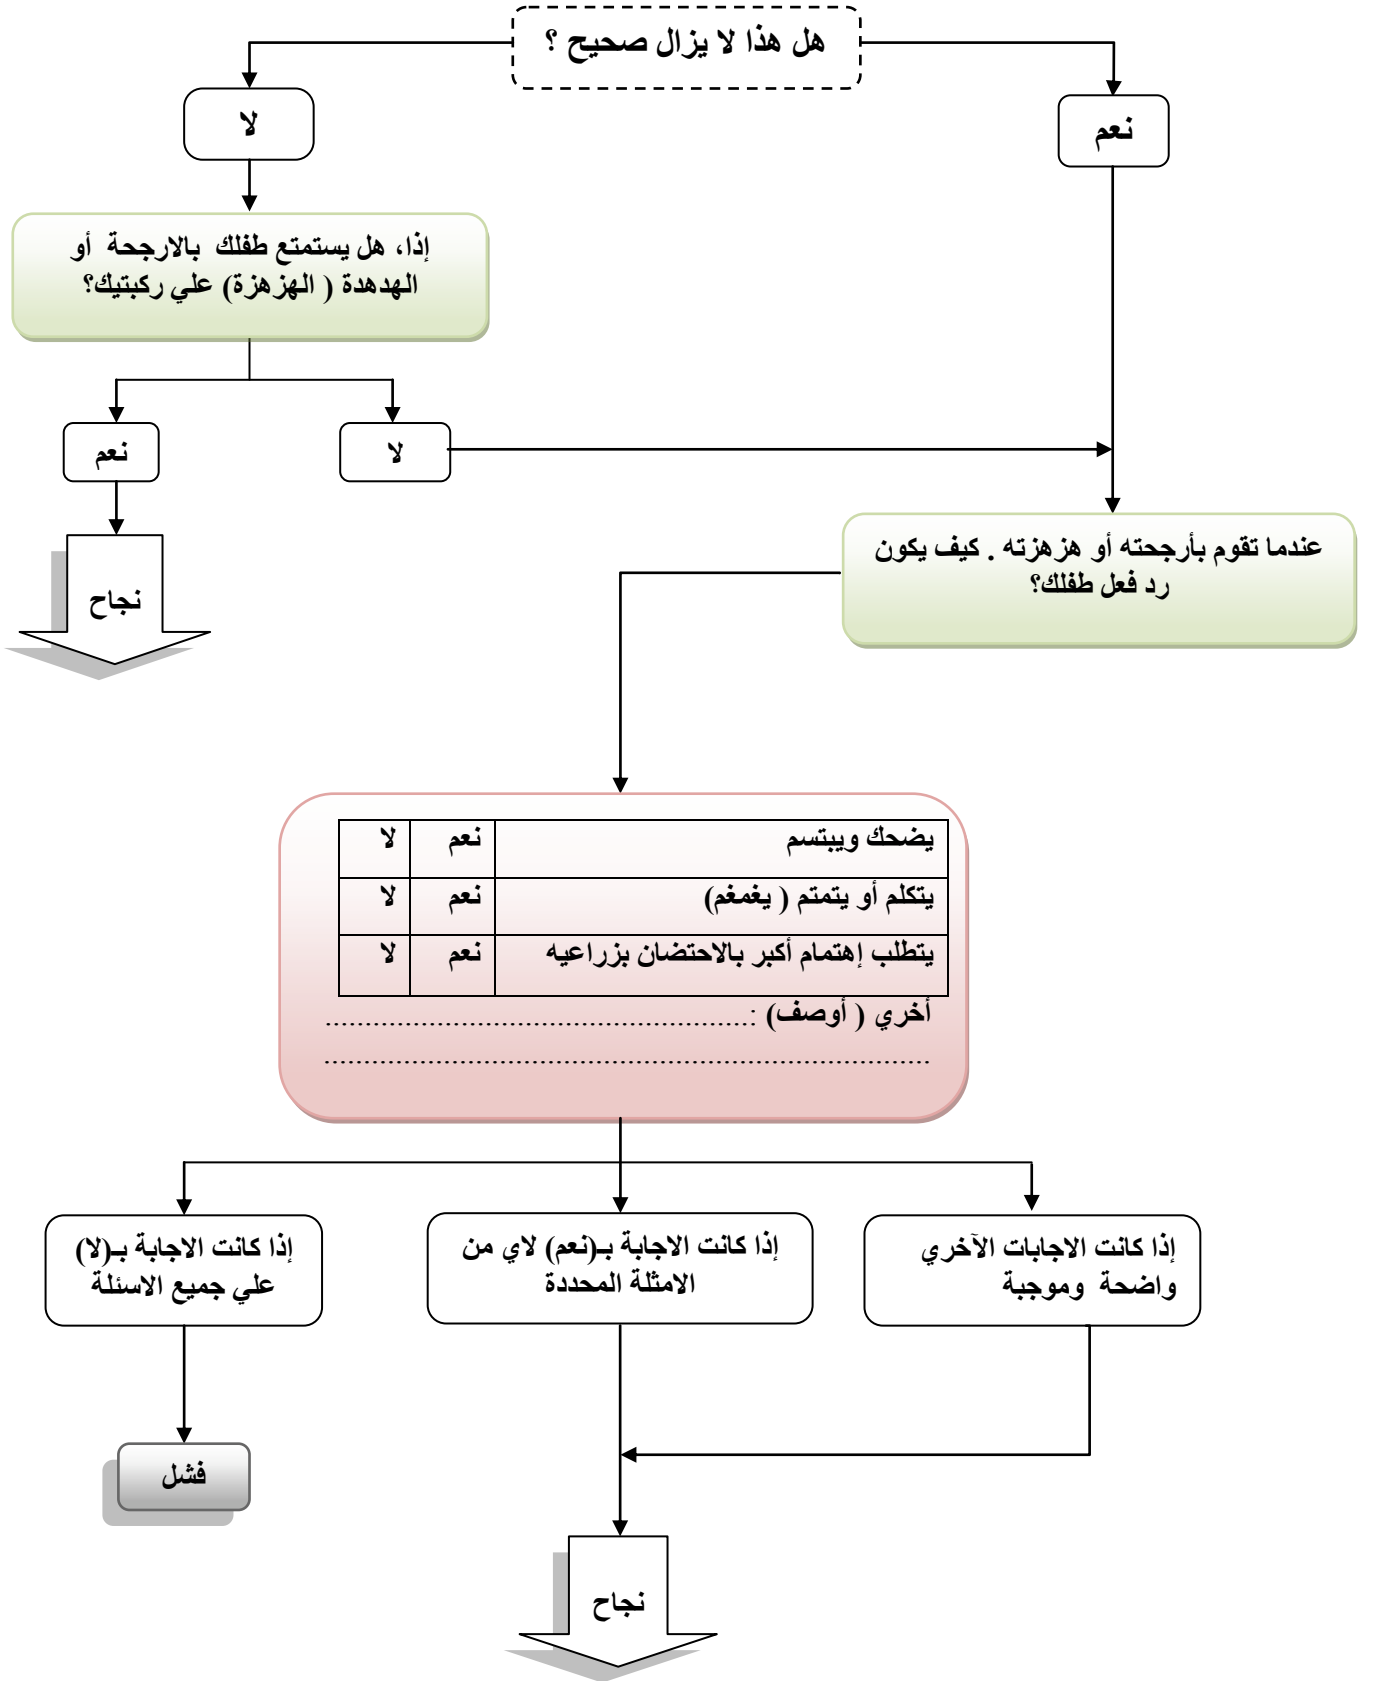 هل هذا لا يزال صحيح ؟
نعم
لا
إذا، هل يستمتع طفلك بالارجحة أو
الهدهدة ( الهزهزة) علي ركبتيك؟
نعم
لا
نجاح
عندما تقوم بأرجحته أو هزهزته . كيف يكون
رد فعل طفلك؟
يضحك ويبتسم نعم لا
يتكلم أو يتمتم ( يغمغم) نعم لا
يتطلب إهتمام أكبر بالاحتضان بزراعيه نعم لا
أخري ( أوصف) :......................................................
.............................................................................
إذا كانت الاجابات الآخري
واضحة وموجبة
إذا كانت الاجابة بـ(نعم) لاي من
الامثلة المحددة
إذا كانت الاجابة بـ(لا)
علي جميع الاسئلة
فشل
نجاح